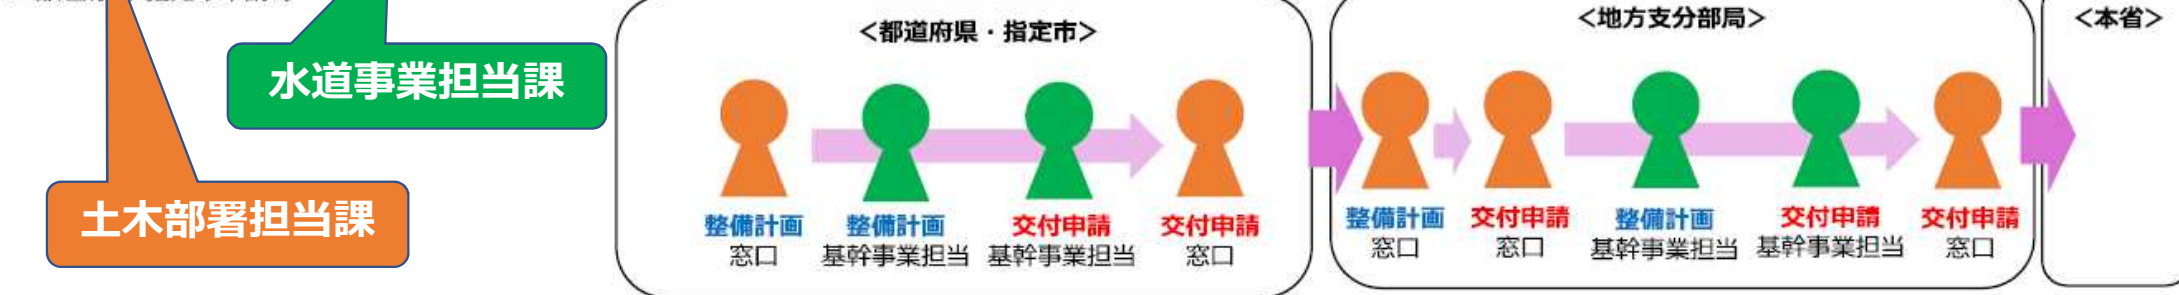 水道事業担当課
土木部署担当課
<都道府県・指定市>
整備計画
窓口
整備計画
基幹事業担当
交付申請
基幹事業担当
交付申請
窓口
<地方支分部局>
整備計画
窓口
交付申請
窓口
整備計画
基幹事業担当
交付申請
基幹事業担当
交付申請
窓口
<本省>